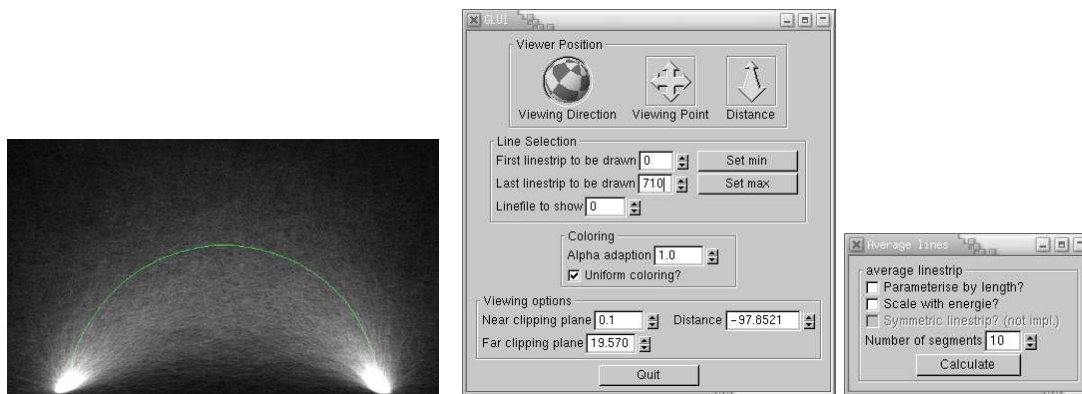 GLUI
Viewer Position
Viewing Direction Viewing Point Distance
Line Selection
First linestrip to be drawn 0 Set min
Last linestrip to be drawn 710 Set max
Linefile to show 0
Coloring
Alpha adaption 1.0
Uniform coloring?
Viewing options
Near clipping plane 0.1 Distance -97.8521
Far clipping plane 19.570
Quit
Average lines
average linestrip
Parameterise by length?
Scale with energie?
Symmetric linestrip? (not impl.)
Number of segments 10
Calculate